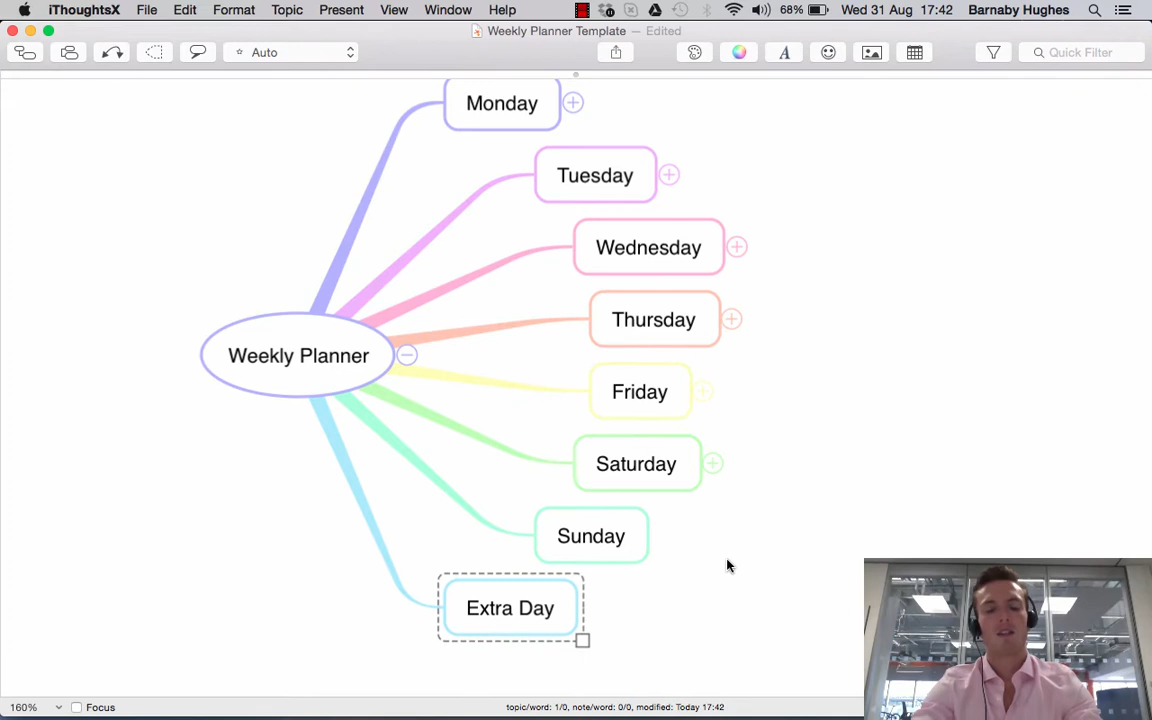 iThoughtsX File Edit Format Topic Present View Window Help 68% Wed 31 Aug 17:42 Barnaby Hughes
Weekly Planner Template — Edited
Auto
A
Quick Filter
Monday
Tuesday
Wednesday
Thursday
Weekly Planner
Friday
Saturday
Sunday
Extra Day
160% Focus topic/word: 1/0, note/word: 0/0, modified: Today 17:42